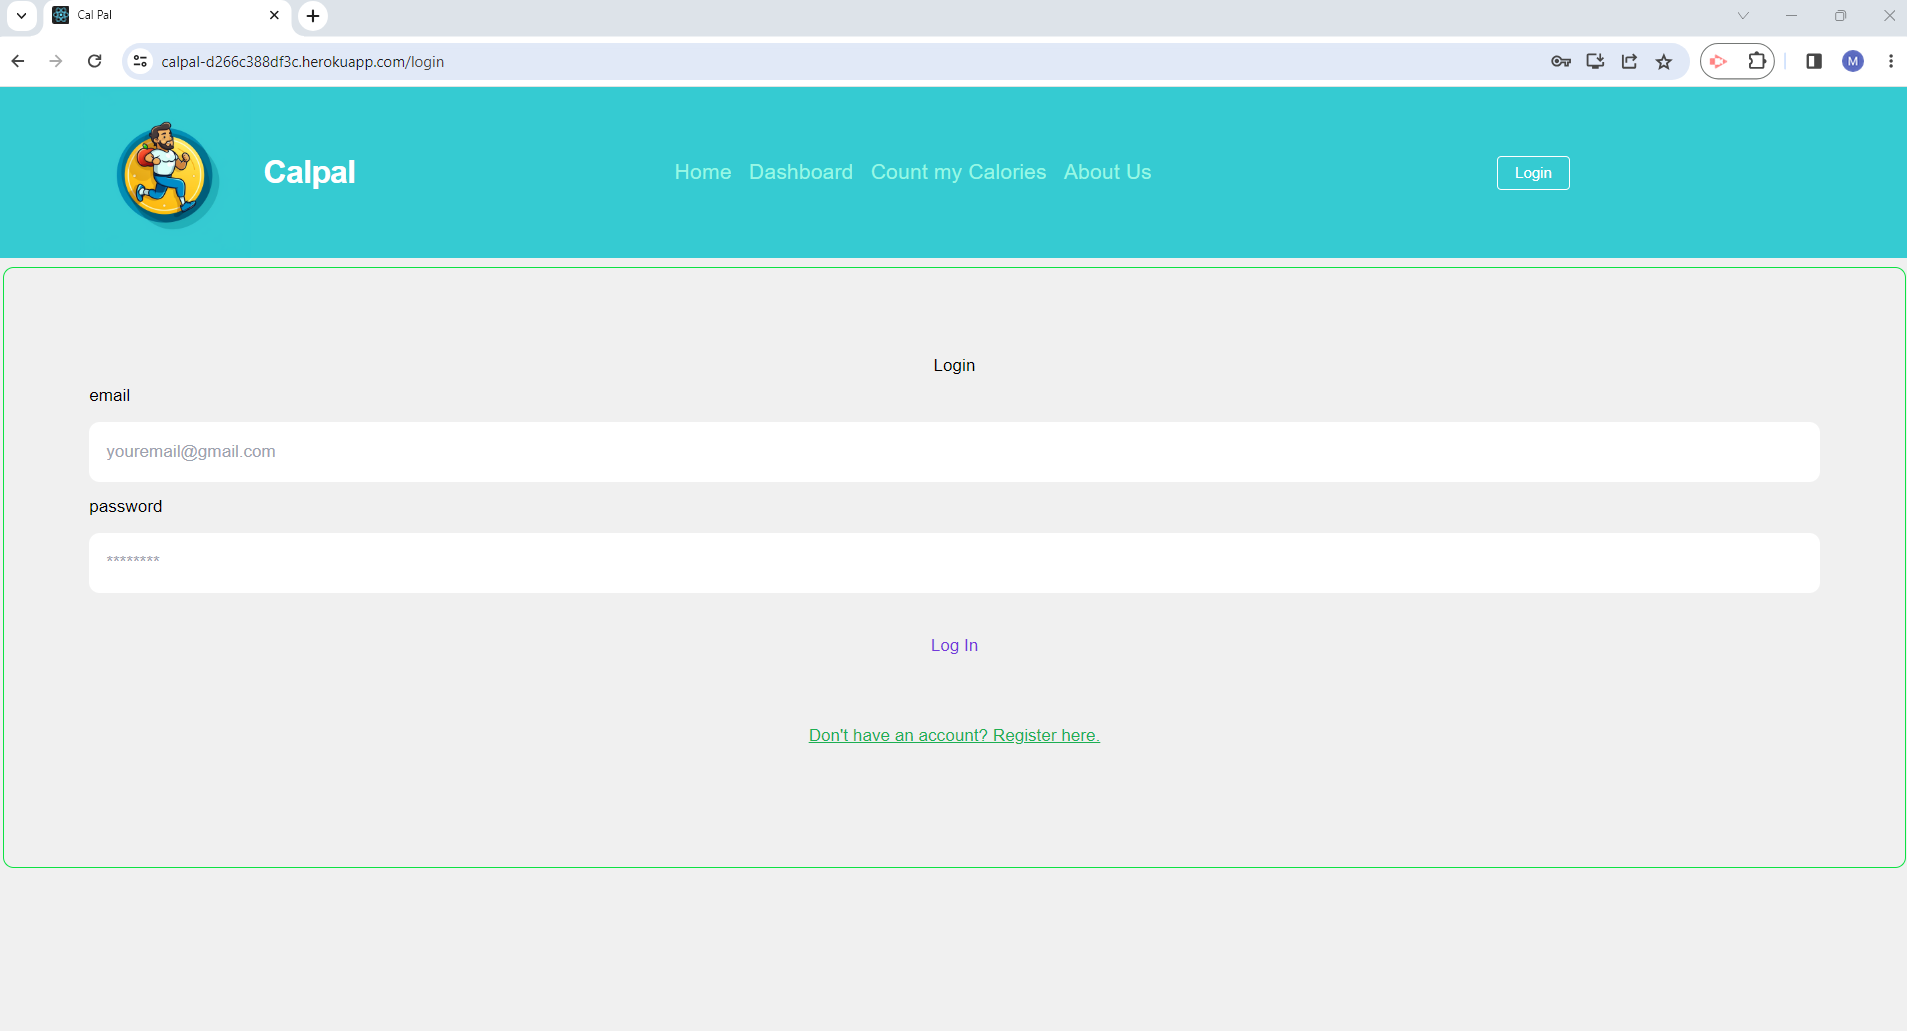 Cal Pal
calpal-d266c388df3c.herokuapp.com/login
M
Calpal
Home Dashboard Count my Calories About Us
Login
Login
email
youremail@gmail.com
password
********
Log In
Don't have an account? Register here.